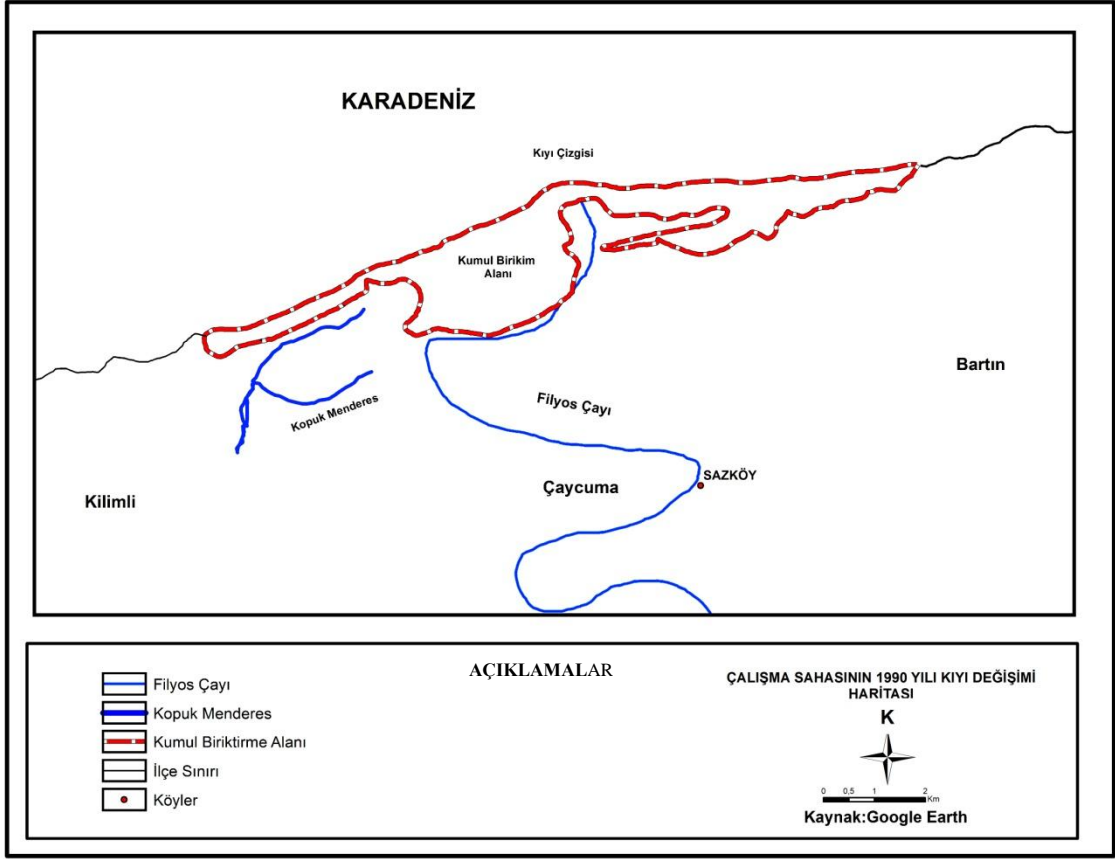 KARADENİZ
Kıyı Çizgisi
Kumul Birikim
Alanı
Bartın
Filyos Çayı
Kopuk Menderes
SAZKÖY
Çaycuma
Kilimli
AÇIKLAMALAR
Filyos Çayı
Kopuk Menderes
Kumul Biriktirme Alanı
İlçe Sınırı
Köyler
ÇALIŞMA SAHASININ 1990 YILI KIYI DEĞİŞİMİ
HARİTASI
K
0 0,5 1 2
Km
Kaynak:Google Earth